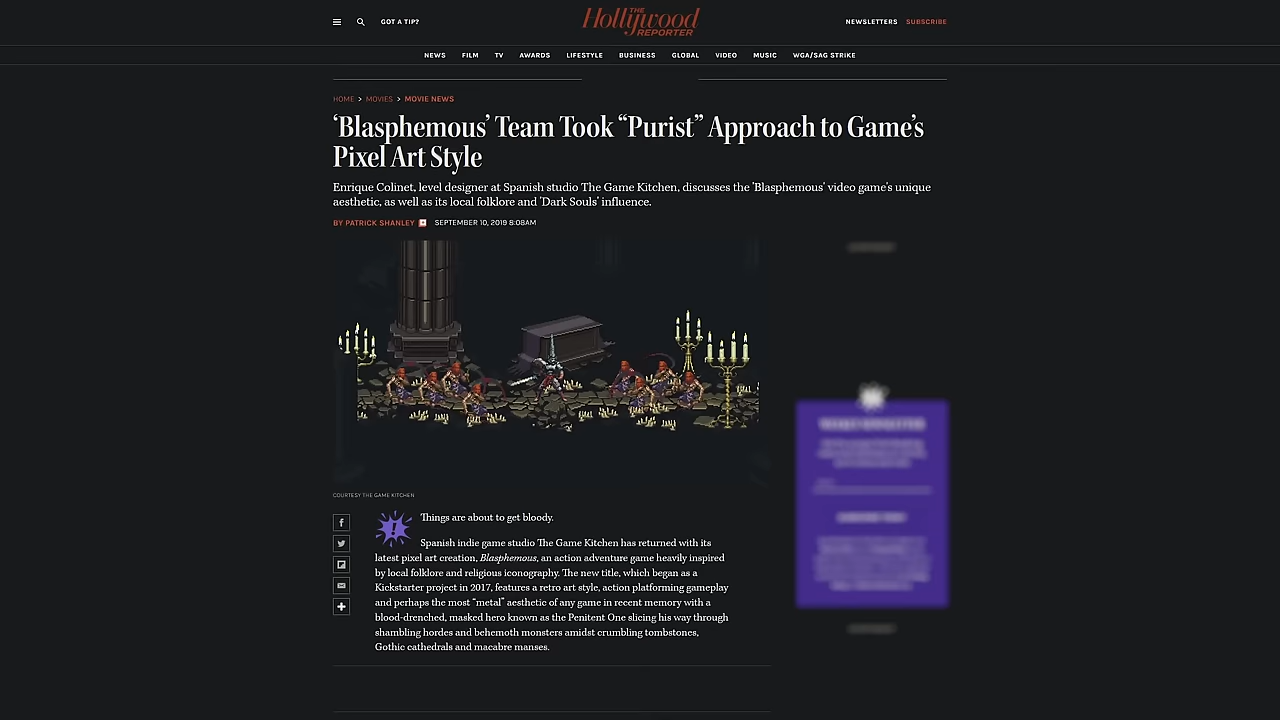 GOT A TIP?
THE
Hollywood
REPORTER
NEWSLETTERS SUBSCRIBE
NEWS FILM TV AWARDS LIFESTYLE BUSINESS GLOBAL VIDEO MUSIC WGA/SAG STRIKE
HOME > MOVIES > MOVIE NEWS
‘Blasphemous’ Team Took “Purist” Approach to Game’s
Pixel Art Style
Enrique Colinet, level designer at Spanish studio The Game Kitchen, discusses the 'Blasphemous' video game's unique
aesthetic, as well as its local folklore and 'Dark Souls' influence.
BY PATRICK SHANLEY SEPTEMBER 10, 2019 8:08AM
COURTESY THE GAME KITCHEN
Things are about to get bloody.
Spanish indie game studio The Game Kitchen has returned with its
latest pixel art creation, Blasphemous, an action adventure game heavily inspired
by local folklore and religious iconography. The new title, which began as a
Kickstarter project in 2017, features a retro art style, action platforming gameplay
and perhaps the most “metal” aesthetic of any game in recent memory with a
blood-drenched, masked hero known as the Penitent One slicing his way through
shambling hordes and behemoth monsters amidst crumbling tombstones,
Gothic cathedrals and macabre manses.